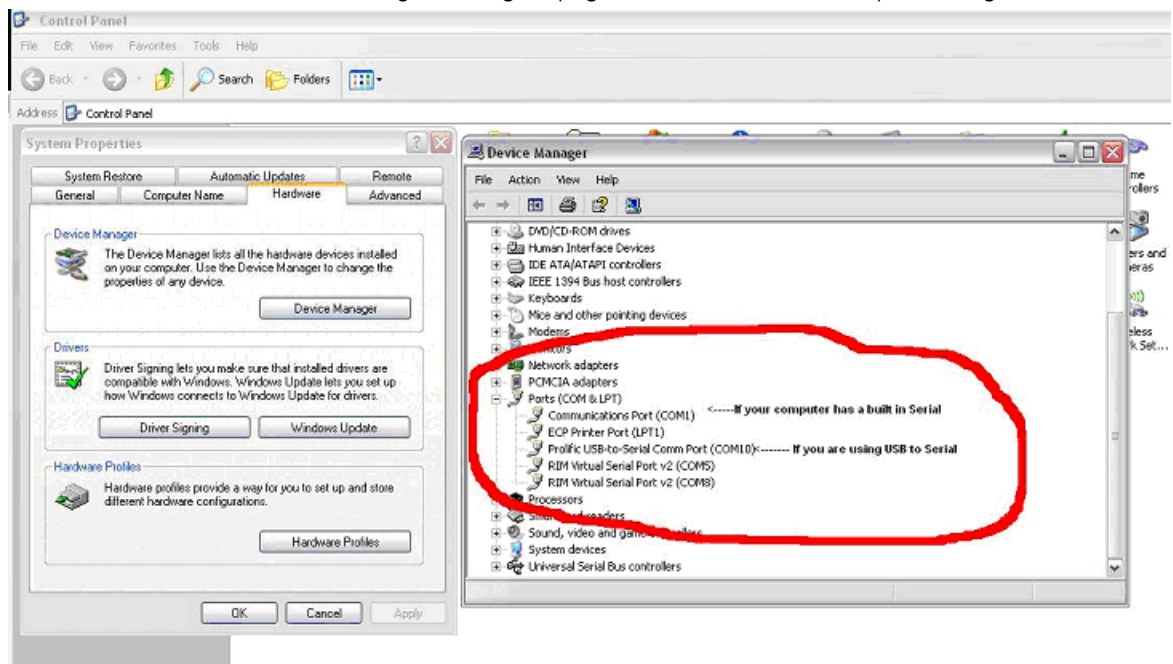 Control Panel
File Edit View Favorites Tools Help
Back Search Folders
Address Control Panel
System Properties
System Restore Automatic Updates Remote
General Computer Name Hardware Advanced
Device Manager
The Device Manager lists all the hardware devices installed
on your computer. Use the Device Manager to change the
properties of any device.
Device Manager
Drivers
Driver Signing lets you make sure that installed drivers are
compatible with Windows. Windows Update lets you set up
how Windows connects to Windows Update for drivers.
Driver Signing Windows Update
Hardware Profiles
Hardware profiles provide a way for you to set up and store
different hardware configurations.
Hardware Profiles
OK Cancel Apply
Device Manager
File Action View Help
DVD/CD-ROM drives
Human Interface Devices
IDE ATA/ATAPI controllers
IEEE 1394 Bus host controllers
Keyboards
Mice and other pointing devices
Modems
Network adapters
PCMCIA adapters
Ports (COM & LPT)
Communications Port (COM1) <-----If your computer has a built in Serial
ECP Printer Port (LPT1)
Prolific USB-to-Serial Comm Port (COM10)<------- If you are using USB to Serial
RIM Virtual Serial Port v2 (COM5)
RIM Virtual Serial Port v2 (COM8)
Processors
Sound, video and game controllers
System devices
Universal Serial Bus controllers